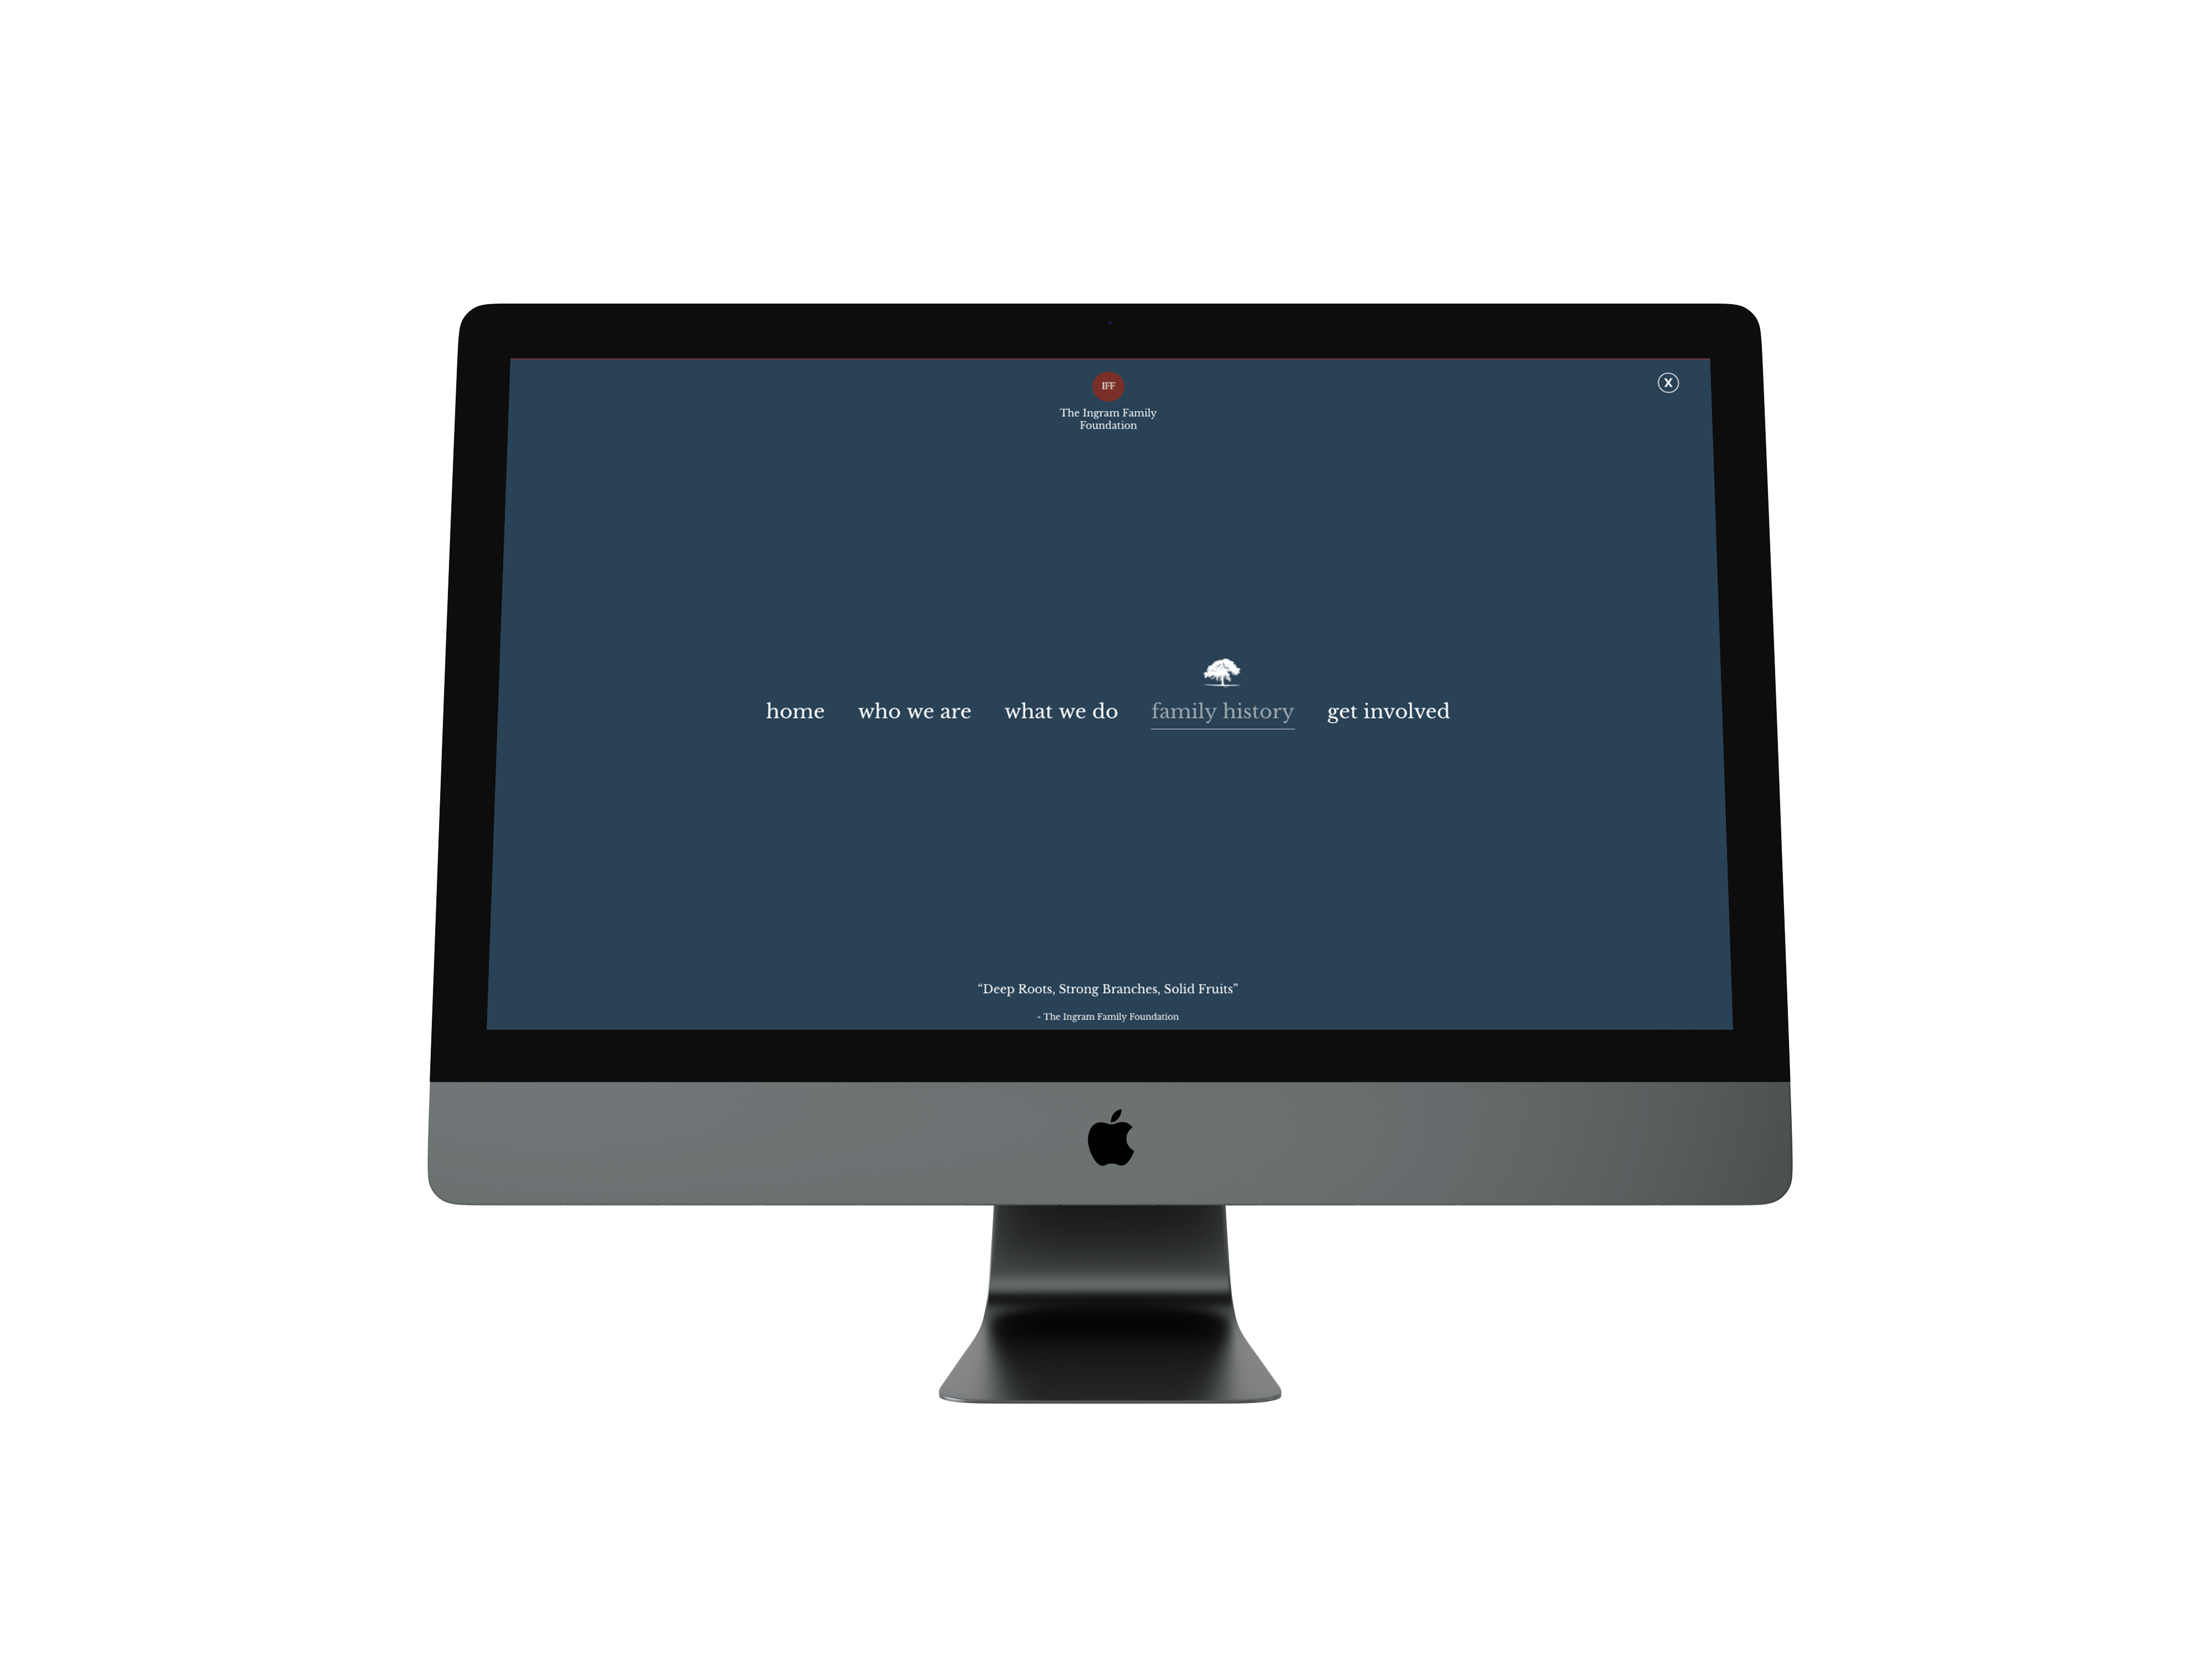 IFF
X
The Ingram Family
Foundation
home who we are what we do family history get involved
“Deep Roots, Strong Branches, Solid Fruits”
- The Ingram Family Foundation